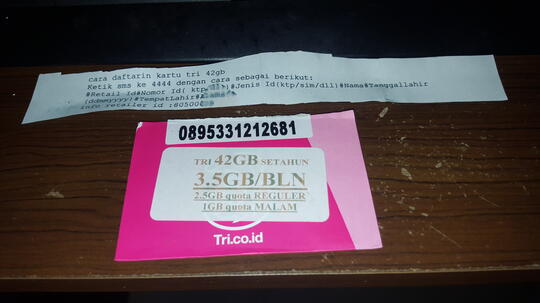 cara daftarin kartu tri 42gb
Ketik sms ke 4444 dengan cara sebagai berikut:
#Retail Id#Nomor Id( ktp )#Jenis Id(ktp/sim/dll)#Nama#Tanggallahir
(ddmmyyyy)#TempatLahir#
info retailer id :605000
0895331212681
TRI 42GB SETAHUN
3.5GB/BLN
2.5GB quota REGULER
1GB quota MALAM
Tri.co.id